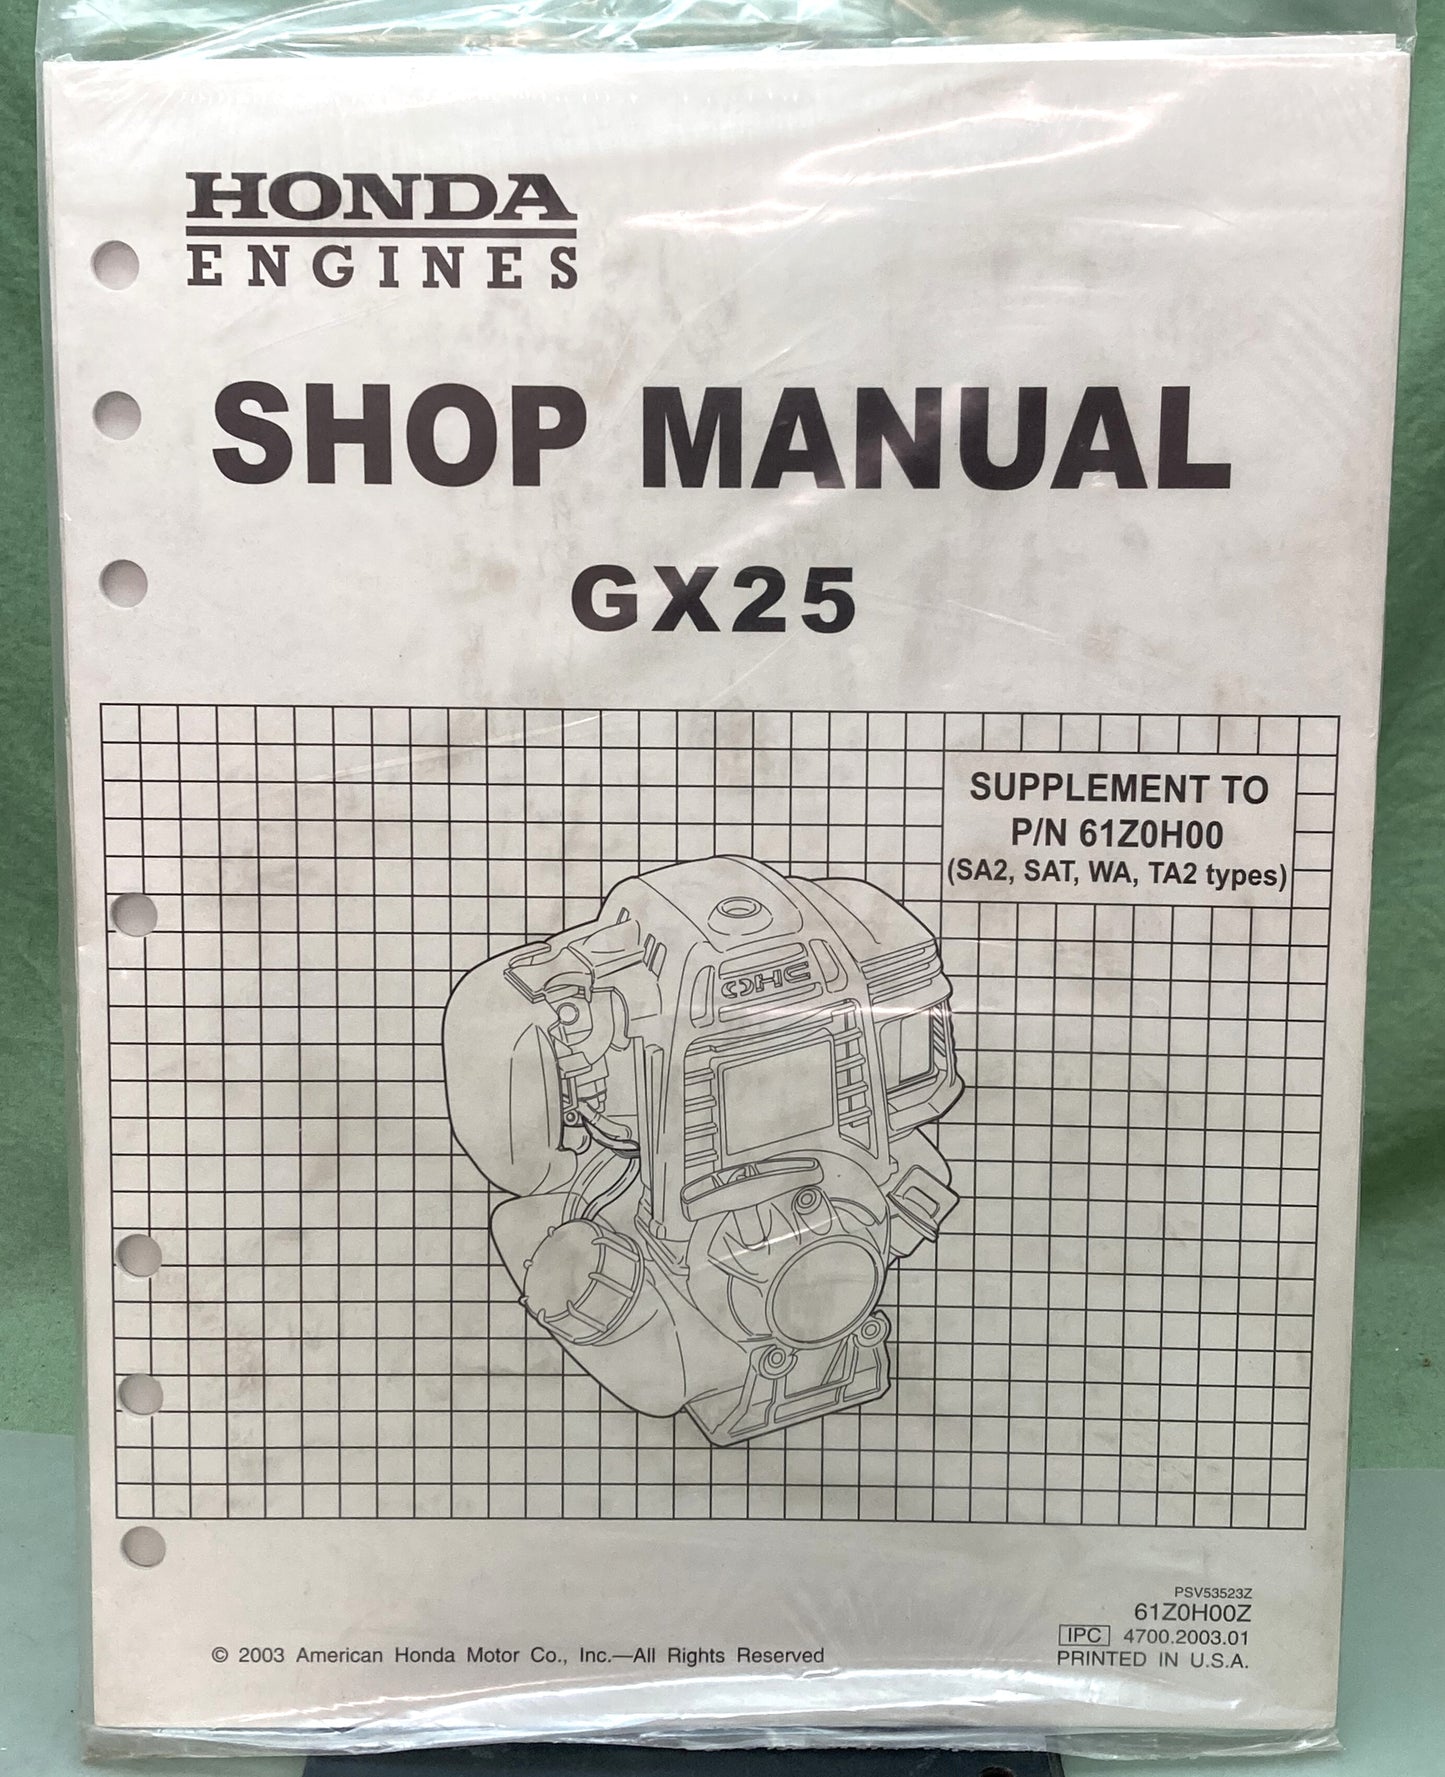 HONDA
ENGINES
SHOP MANUAL
GX25
SUPPLEMENT TO
P/N 61Z0H00
(SA2, SAT, WA, TA2 types)
OHC
PSV53523Z
61Z0H00Z
IPC 4700.2003.01
PRINTED IN U.S.A.
© 2003 American Honda Motor Co., Inc.—All Rights Reserved